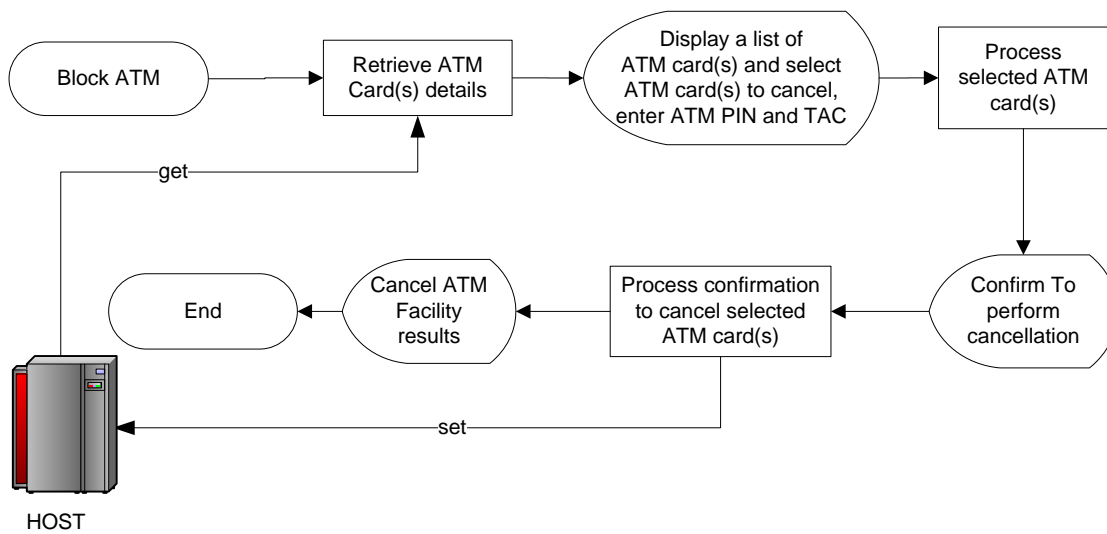 Block ATM
Retrieve ATM
Card(s) details
Display a list of
ATM card(s) and select
ATM card(s) to cancel,
enter ATM PIN and TAC
Process
selected ATM
card(s)
get
End
Cancel ATM
Facility
results
Process confirmation
to cancel selected
ATM card(s)
Confirm To
perform
cancellation
set
HOST